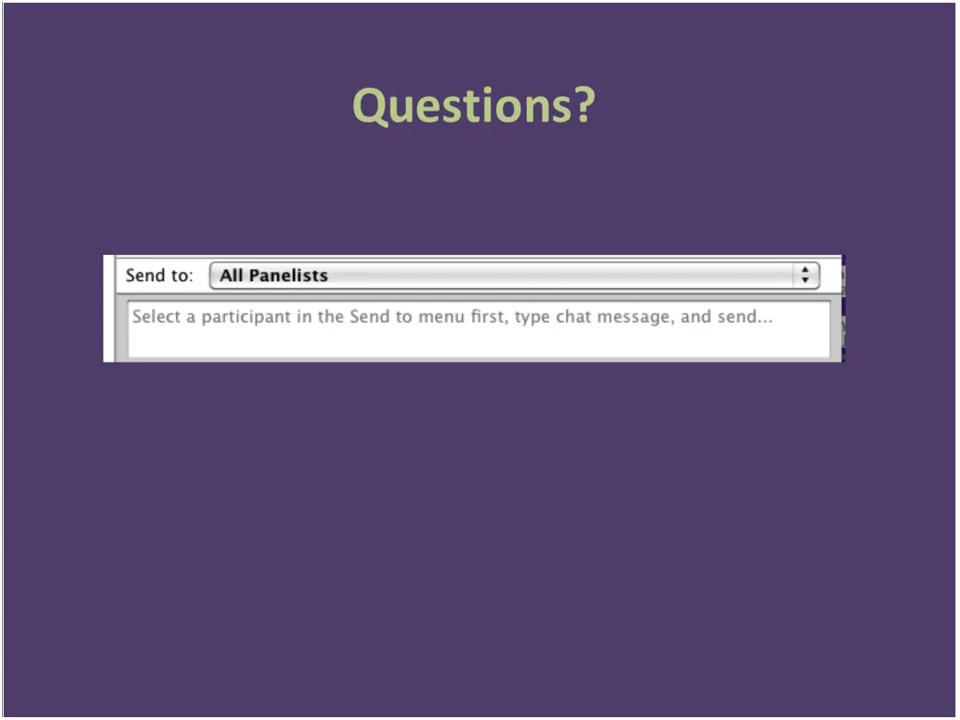 Questions?
Send to: All Panelists
Select a participant in the Send to menu first, type chat message, and send...